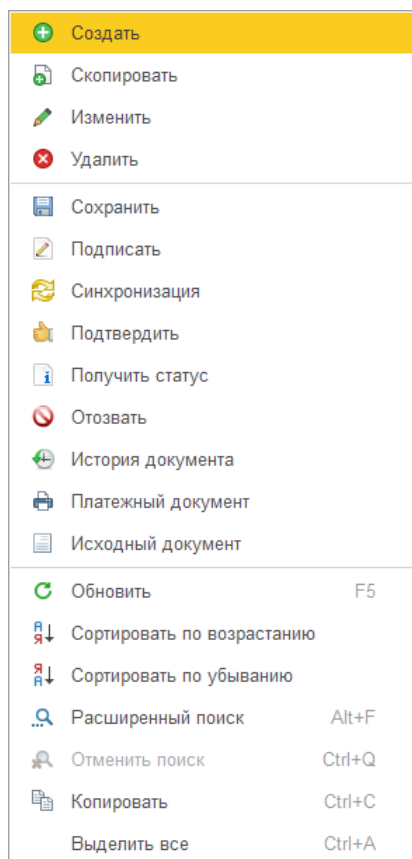 Создать
Скопировать
Изменить
Удалить
Сохранить
Подписать
Синхронизация
Подтвердить
Получить статус
Отозвать
История документа
Платежный документ
Исходный документ
Обновить F5
Сортировать по возрастанию
Сортировать по убыванию
Расширенный поиск Alt+F
Отменить поиск Ctrl+Q
Копировать Ctrl+C
Выделить все Ctrl+A